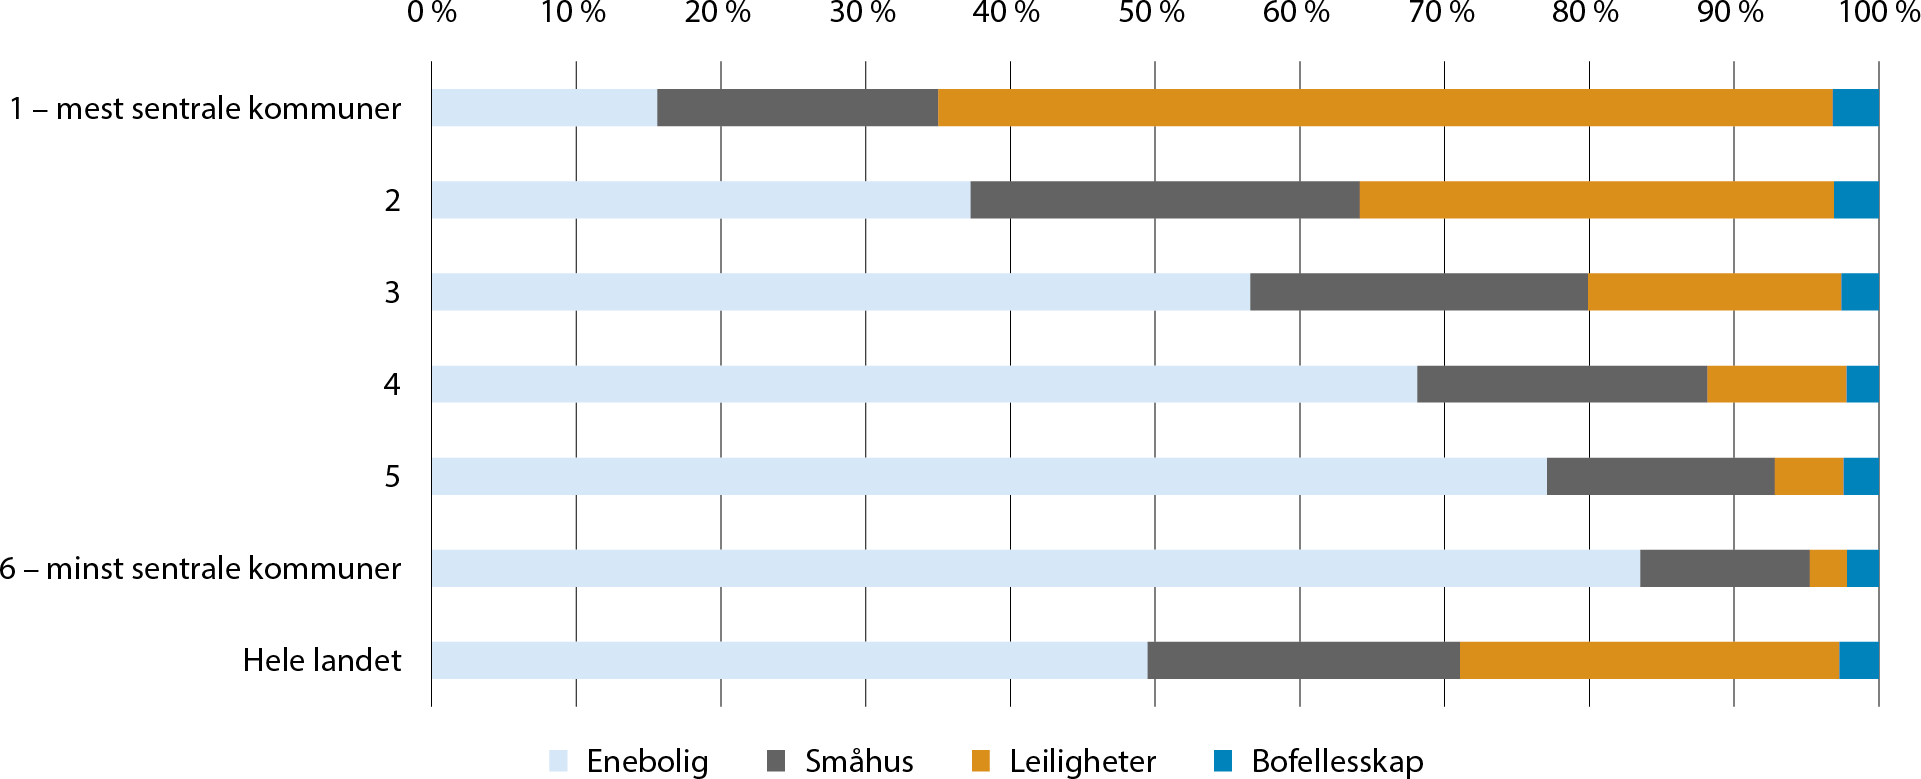 0 % 10 % 20 % 30 % 40 % 50 % 60 % 70 % 80 % 90 % 100 %
1 – mest sentrale kommuner
2
3
4
5
6 – minst sentrale kommuner
Hele landet
Enebolig Småhus Leiligheter Bofellesskap